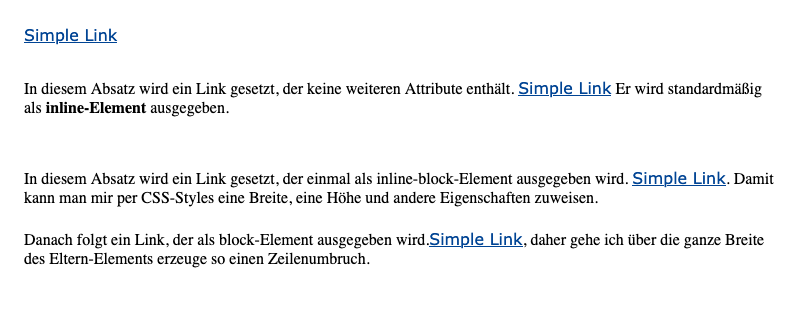 Simple Link
In diesem Absatz wird ein Link gesetzt, der keine weiteren Attribute enthält. Simple Link Er wird standardmäßig
als inline-Element ausgegeben.
In diesem Absatz wird ein Link gesetzt, der einmal als inline-block-Element ausgegeben wird. Simple Link. Damit
kann man mir per CSS-Styles eine Breite, eine Höhe und andere Eigenschaften zuweisen.
Danach folgt ein Link, der als block-Element ausgegeben wird.Simple Link, daher gehe ich über die ganze Breite
des Eltern-Elements erzeuge so einen Zeilenumbruch.